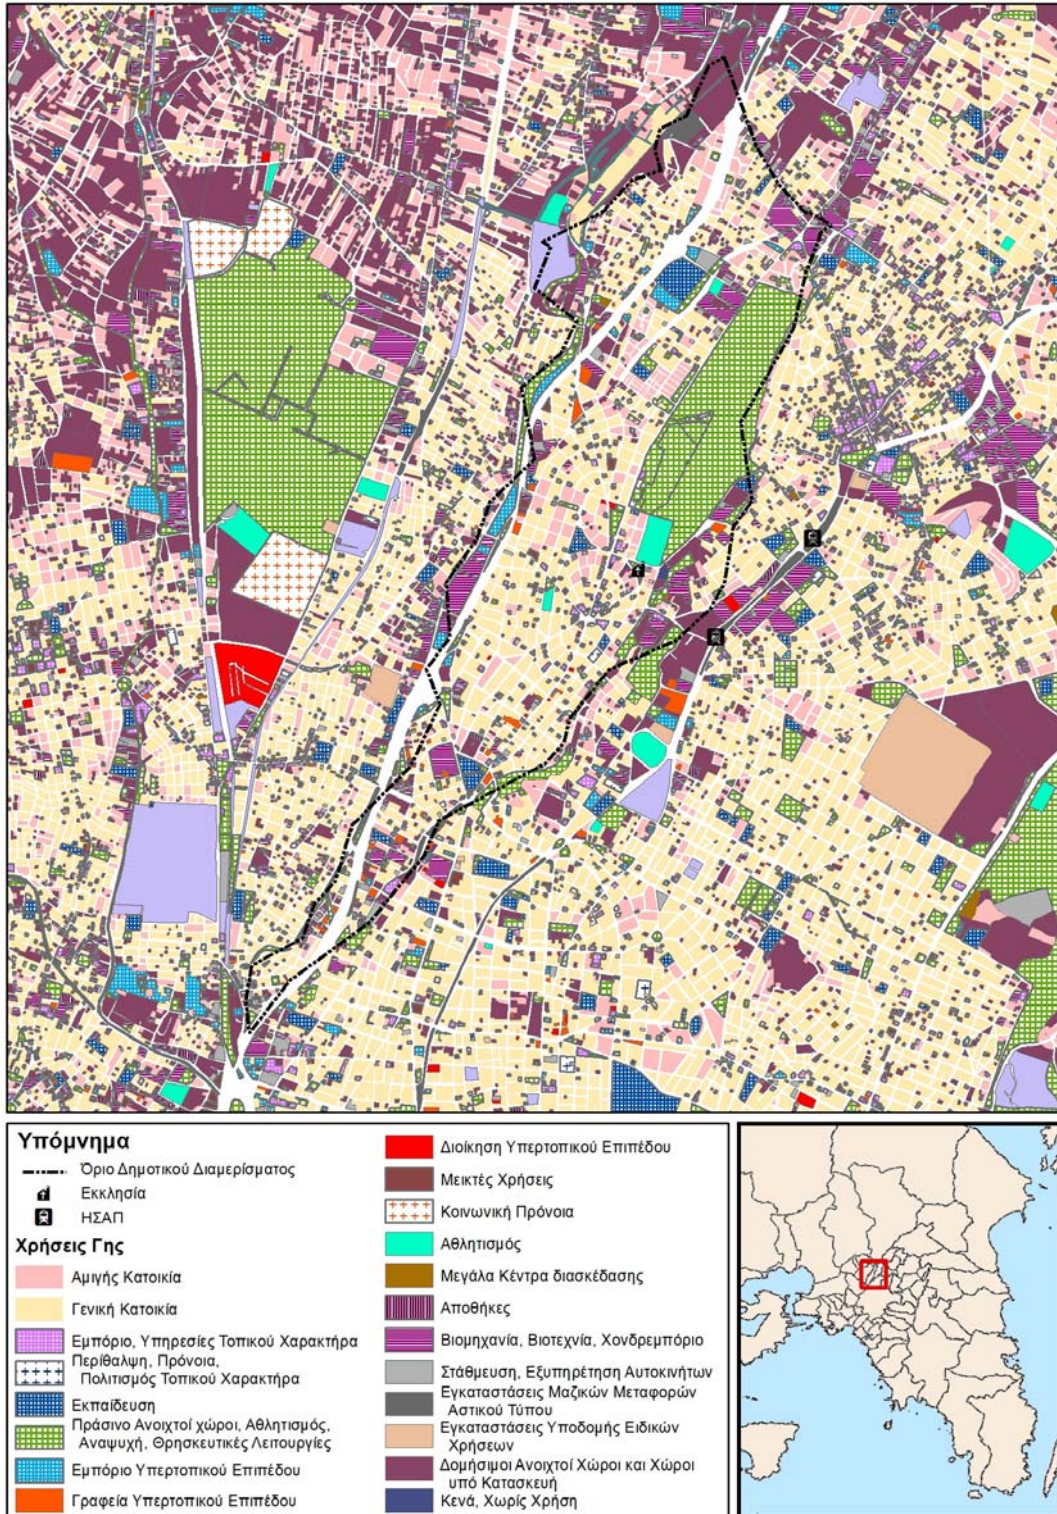 Υπόμνημα
Όριο Δημοτικού Διαμερίσματος
Εκκλησία
ΗΣΑΠ
Χρήσεις Γης
Αμιγής Κατοικία
Γενική Κατοικία
Εμπόριο, Υπηρεσίες Τοπικού Χαρακτήρα
Περίθαλψη, Πρόνοια,
Πολιτισμός Τοπικού Χαρακτήρα
Εκπαίδευση
Πράσινο Ανοιχτοί χώροι, Αθλητισμός,
Αναψυχή, Θρησκευτικές Λειτουργίες
Εμπόριο Υπερτοπικού Επιπέδου
Γραφεία Υπερτοπικού Επιπέδου
Διοίκηση Υπερτοπικού Επιπέδου
Μεικτές Χρήσεις
Κοινωνική Πρόνοια
Αθλητισμός
Μεγάλα Κέντρα διασκέδασης
Αποθήκες
Βιομηχανία, Βιοτεχνία, Χονδρεμπόριο
Στάθμευση, Εξυπηρέτηση Αυτοκινήτων
Εγκαταστάσεις Μαζικών Μεταφορών
Αστικού Τύπου
Εγκαταστάσεις Υποδομής Ειδικών
Χρήσεων
Δομήσιμοι Ανοιχτοί Χώροι και Χώροι
υπό Κατασκευή
Κενά, Χωρίς Χρήση